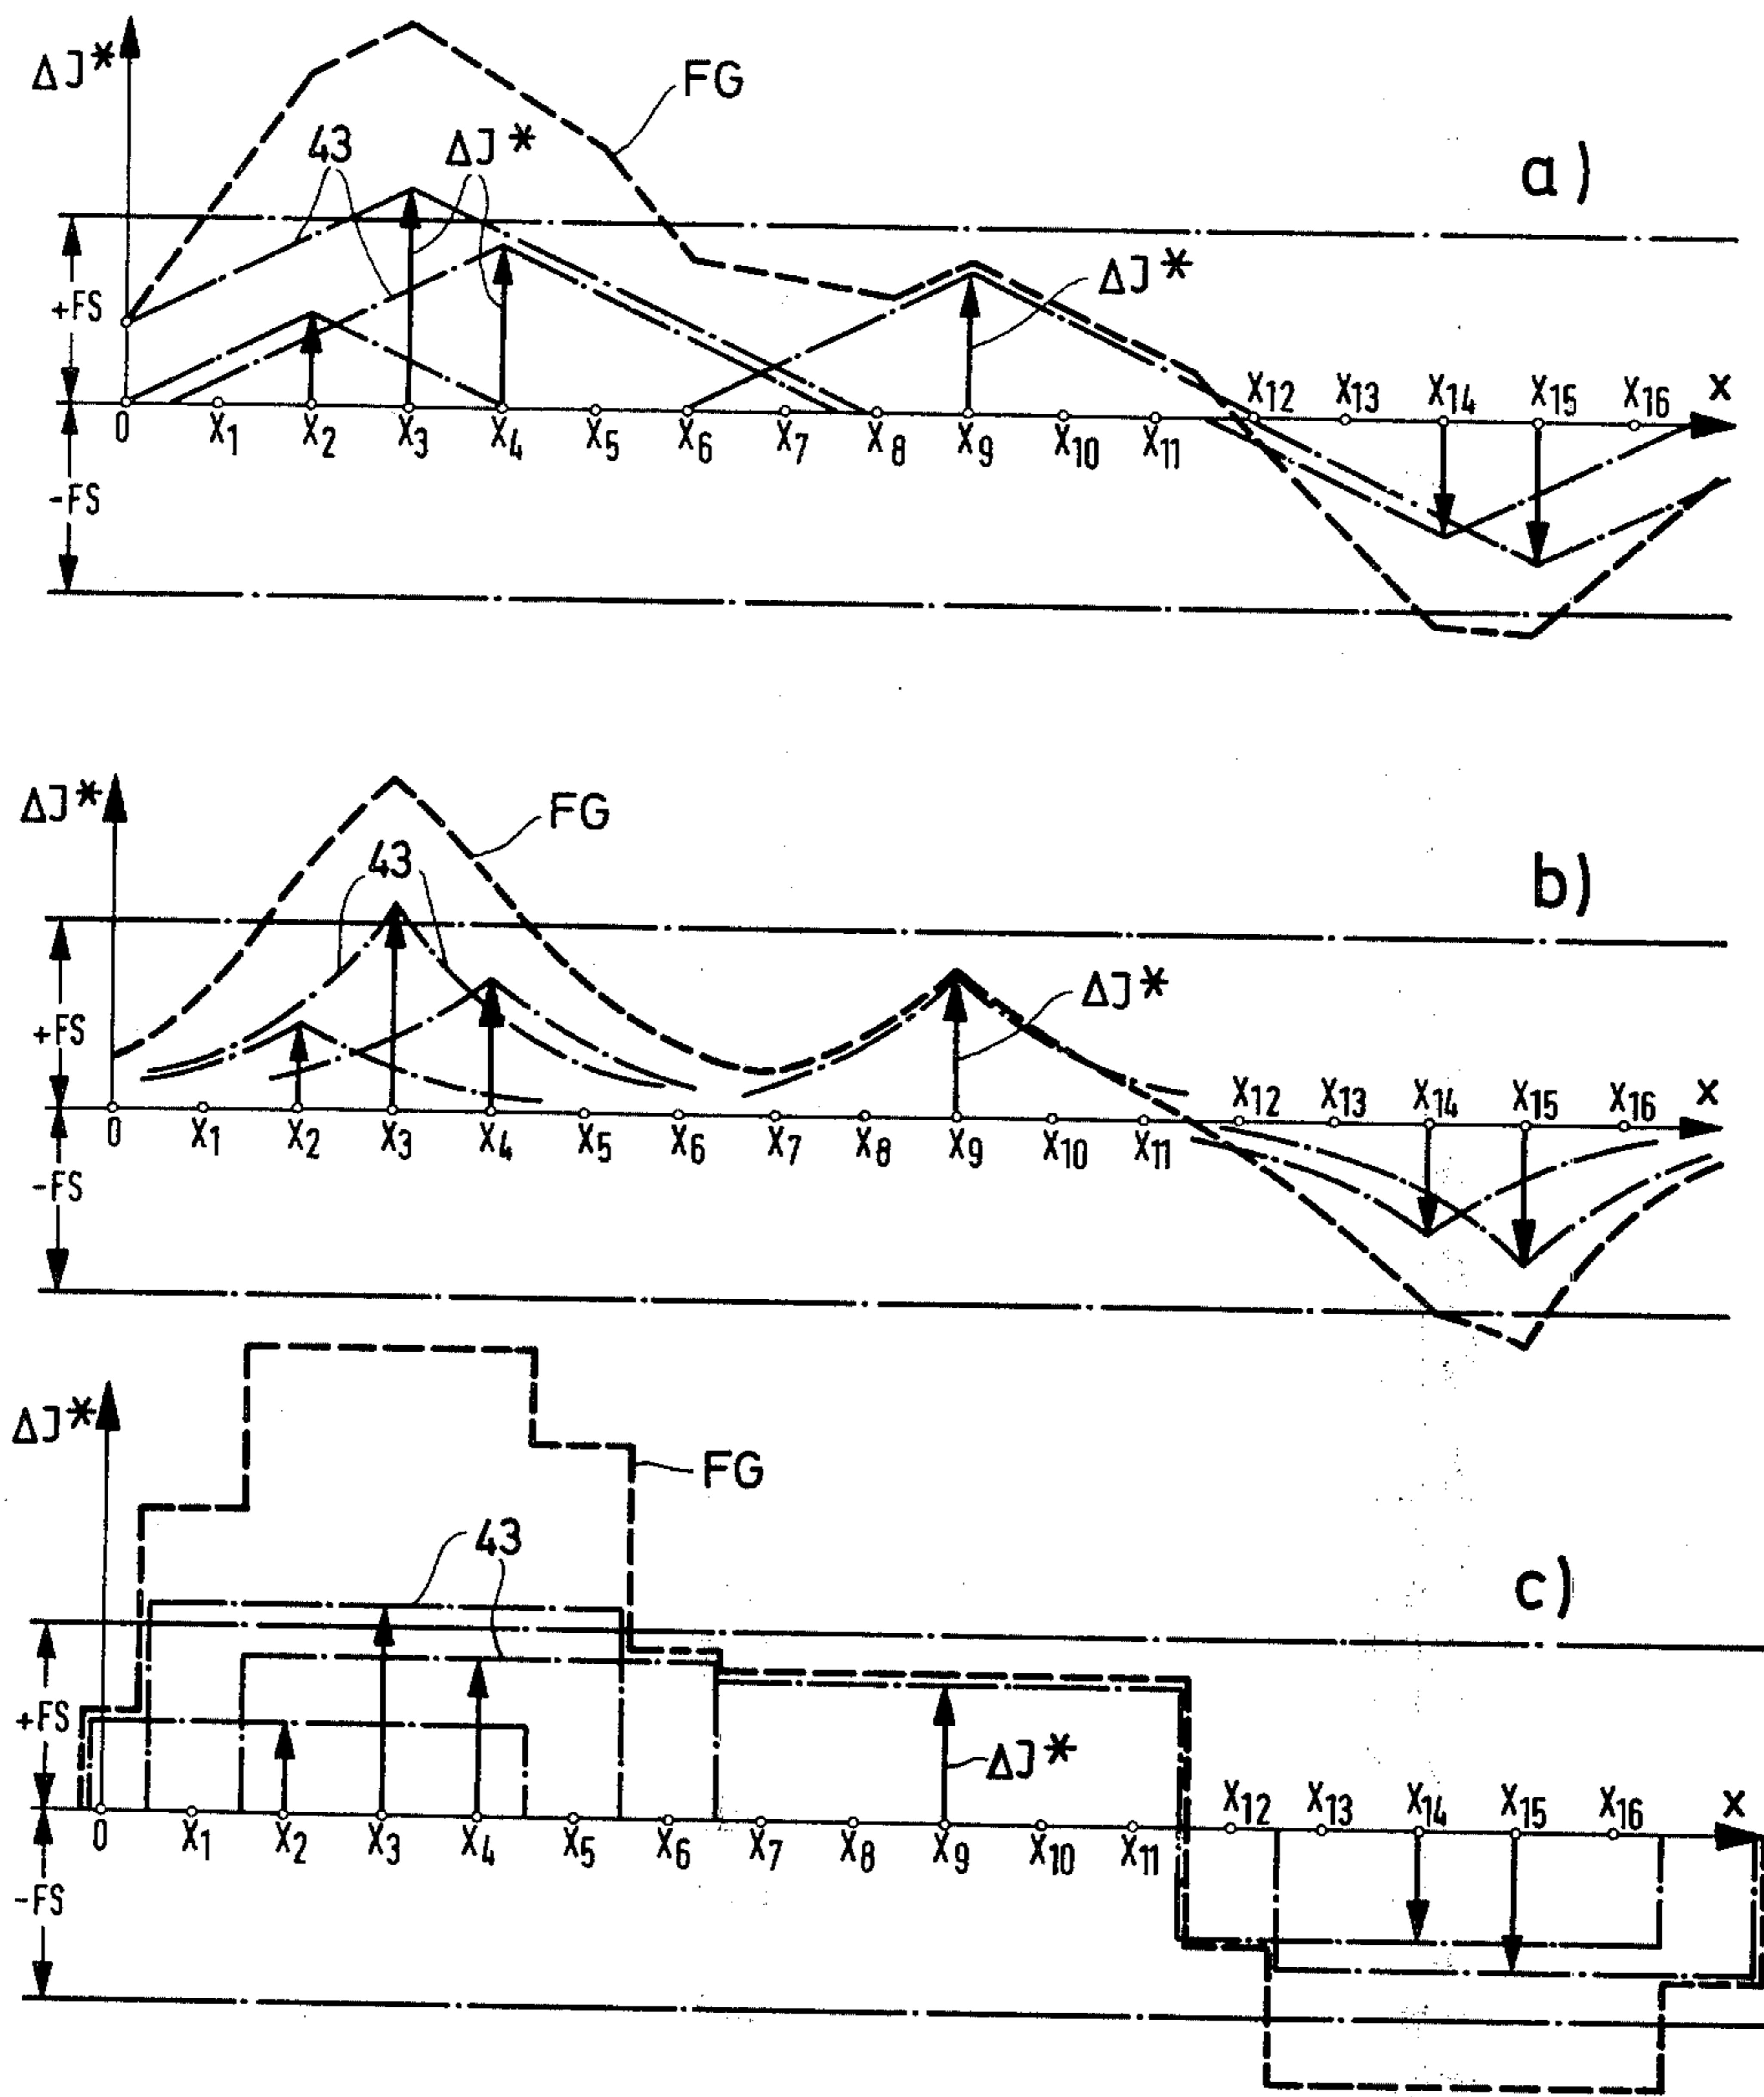 ΔJ*
FG
43
ΔJ*
a)
+FS
ΔJ*
0 X1 X2 X3 X4 X5 X6 X7 X8 X9 X10 X11 X12 X13 X14 X15 X16 X
-FS
ΔJ*
FG
43
b)
+FS
ΔJ*
0 X1 X2 X3 X4 X5 X6 X7 X8 X9 X10 X11 X12 X13 X14 X15 X16 X
-FS
ΔJ*
FG
43
c)
+FS
ΔJ*
0 X1 X2 X3 X4 X5 X6 X7 X8 X9 X10 X11 X12 X13 X14 X15 X16 X
-FS